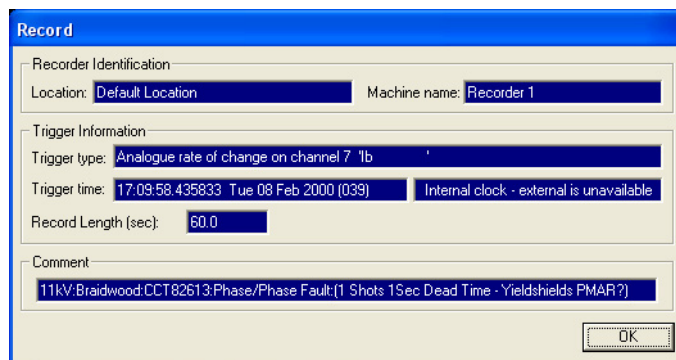 Record
Recorder Identification
Location: Default Location Machine name: Recorder 1
Trigger Information
Trigger type: Analogue rate of change on channel 7 'Ib '
Trigger time: 17:09:58.435833 Tue 08 Feb 2000 (039) Internal clock - external is unavailable
Record Length (sec): 60.0
Comment
11kV:Braidwood:CCT82613:Phase/Phase Fault:(1 Shots 1Sec Dead Time - Yieldshields PMAR?)
OK